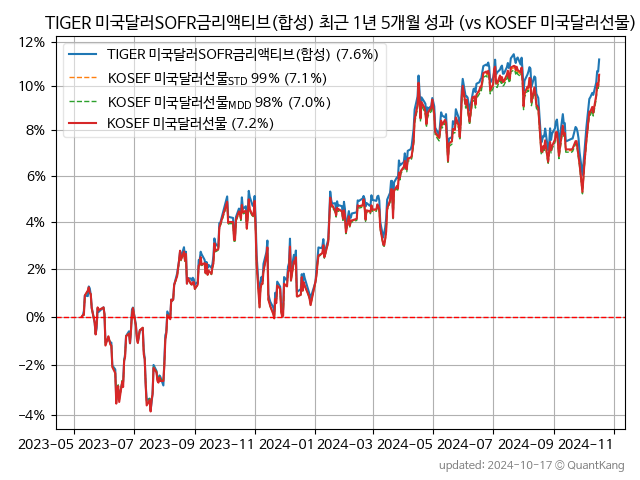 TIGER 미국달러SOFR금리액티브(합성) 최근 1년 5개월 성과 (vs KOSEF 미국달러선물)
12%
10%
8%
6%
4%
2%
0%
−2%
−4%
TIGER 미국달러SOFR금리액티브(합성) (7.6%)
KOSEF 미국달러선물STD 99% (7.1%)
KOSEF 미국달러선물MDD 98% (7.0%)
KOSEF 미국달러선물 (7.2%)
2023-05 2023-07 2023-09 2023-11 2024-01 2024-03 2024-05 2024-07 2024-09 2024-11
updated: 2024-10-17 © QuantKang